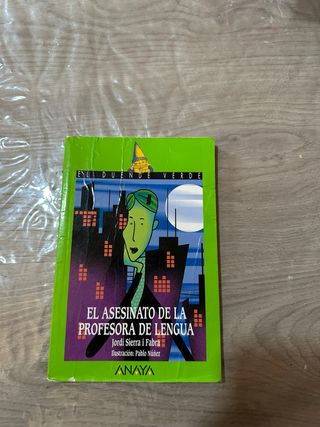 EL DUENDE VERDE
EL ASESINATO DE LA
PROFESORA DE LENGUA
Jordi Sierra i Fabra
Ilustración: Pablo Núñez
ANAYA